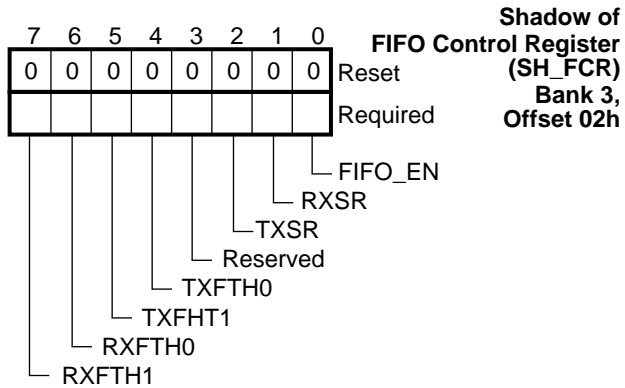 Shadow of
FIFO Control Register
(SH_FCR)
Bank 3,
Offset 02h
7 6 5 4 3 2 1 0
0 0 0 0 0 0 0 0 Reset
Required
FIFO_EN
RXSR
TXSR
Reserved
TXFTH0
TXFHT1
RXFTH0
RXFTH1